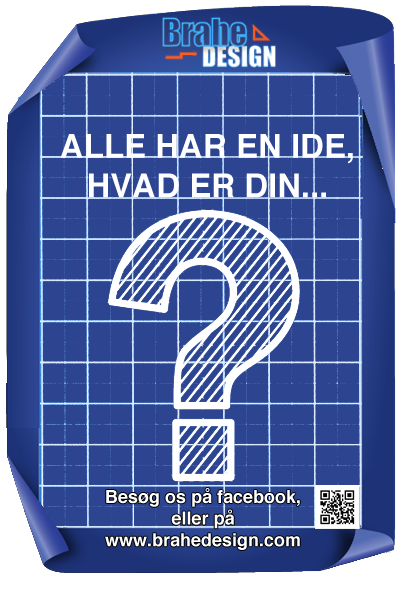 Brahe
DESIGN
ALLE HAR EN IDE,
HVAD ER DIN...
?
Besøg os på facebook,
eller på
www.brahedesign.com